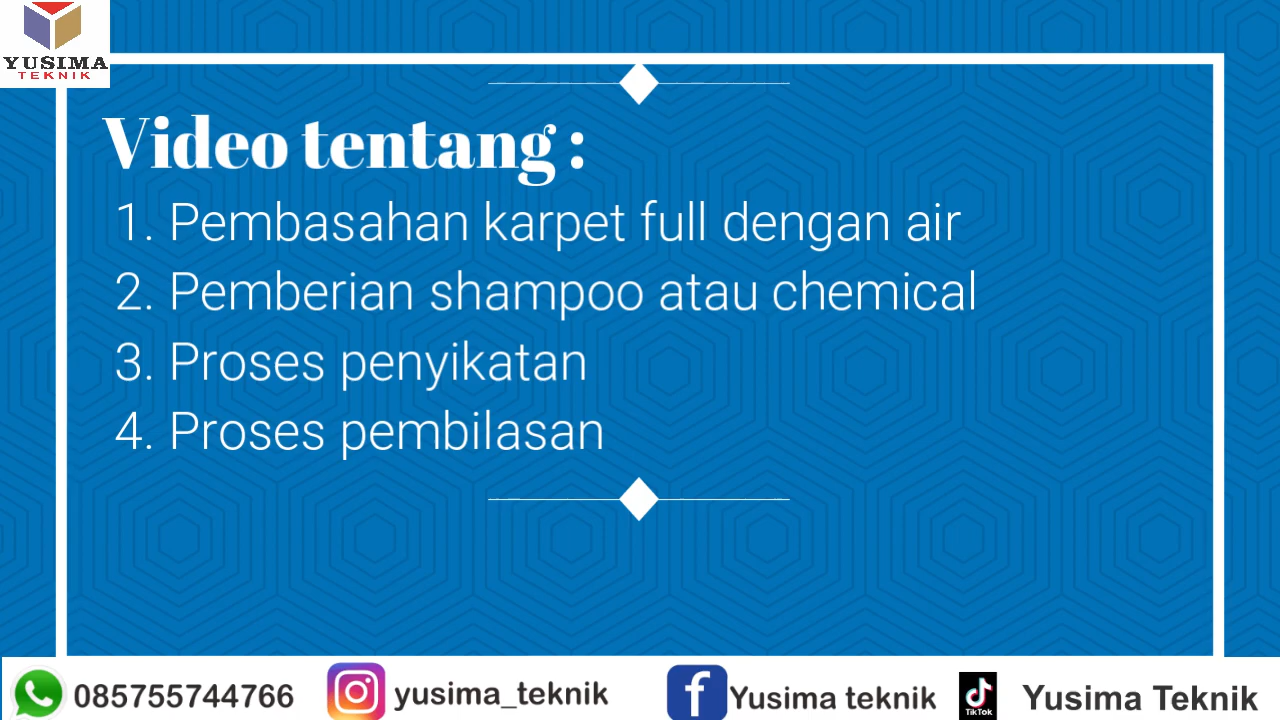 YUSIMA
TEKNIK
Video tentang :
1. Pembasahan karpet full dengan air
2. Pemberian shampoo atau chemical
3. Proses penyikatan
4. Proses pembilasan
085755744766
yusima_teknik
Yusima teknik
TikTok
Yusima Teknik